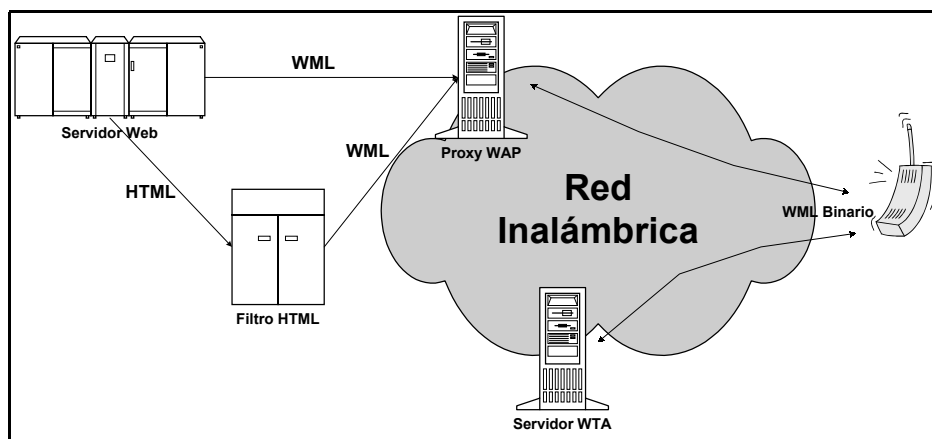 WML
Servidor Web
Proxy WAP
WML
HTML
Red
Inalámbrica
WML Binario
Filtro HTML
Servidor WTA